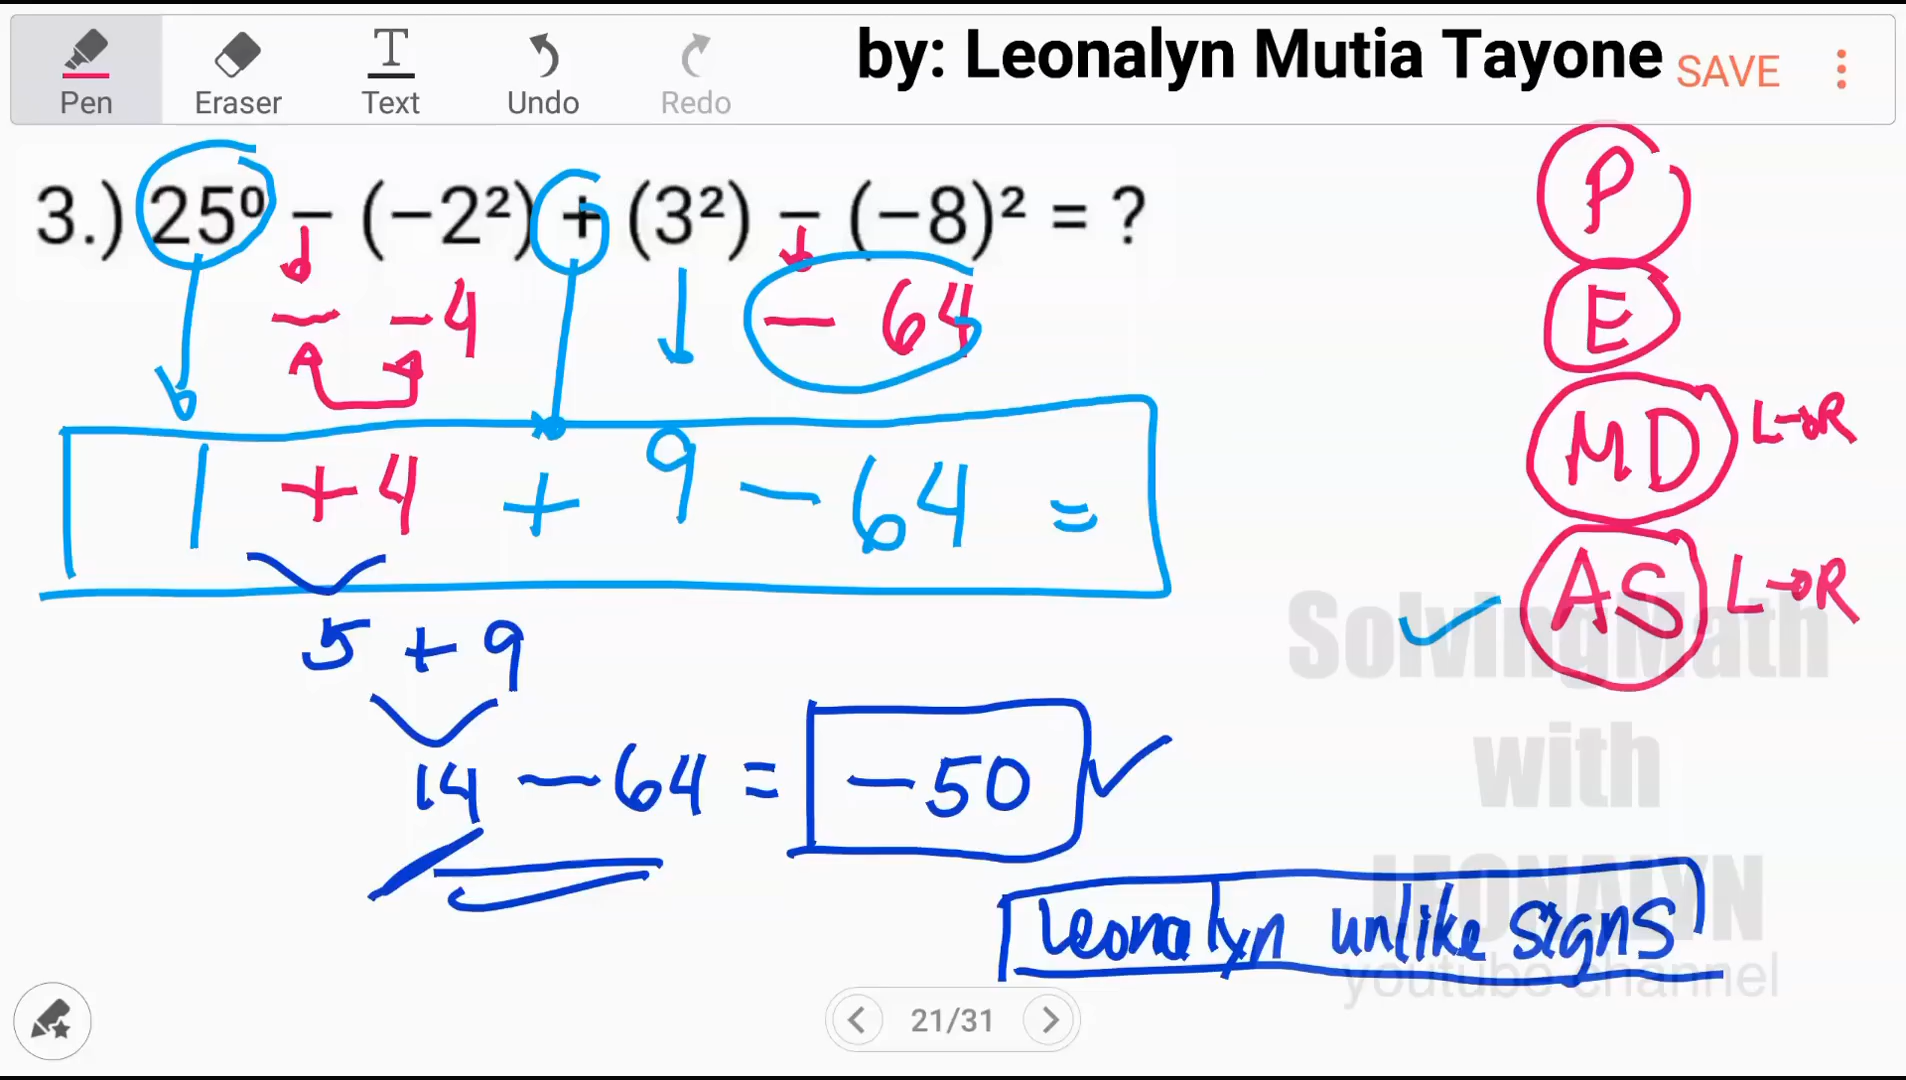 by: Leonalyn Mutia Tayone
Pen Eraser Text Undo Redo SAVE
3.) 25⁰ − (−2²) + (3²) − (−8)² = ?
− −4 − 64
1 + 4 + 9 − 64 =
5 + 9
14 − 64 = −50
P
E
MD L→R
AS L→R
SolvingMath
with
LEONALYN
youtube channel
Leonalyn unlike signs
21/31